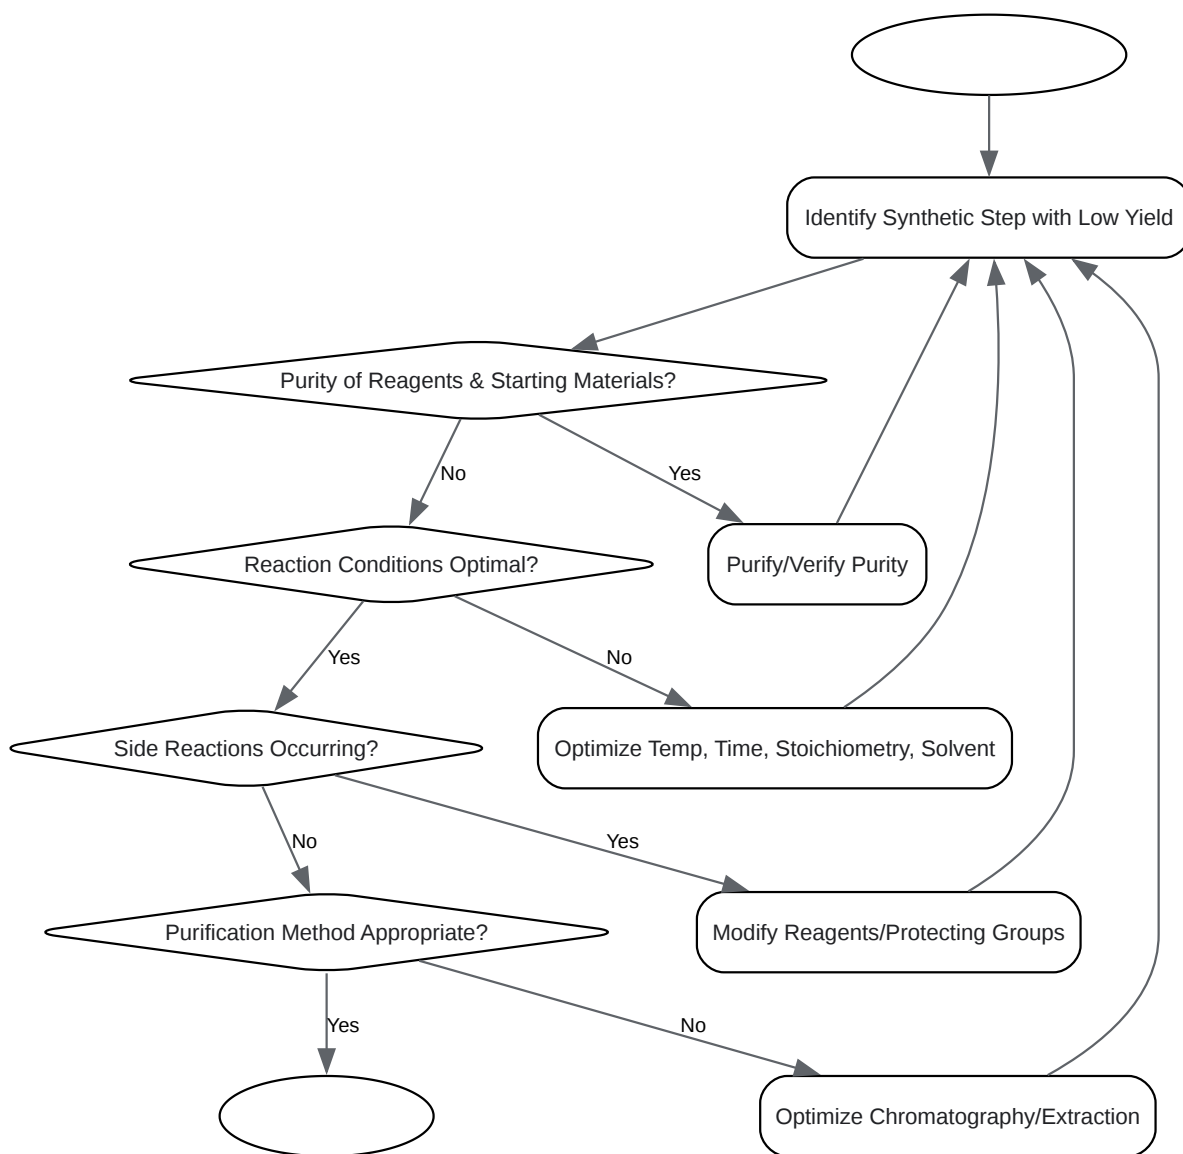 Identify Synthetic Step with Low Yield
Purity of Reagents & Starting Materials?
No
Yes
Reaction Conditions Optimal?
Purify/Verify Purity
Yes
No
Side Reactions Occurring?
Optimize Temp, Time, Stoichiometry, Solvent
No
Yes
Purification Method Appropriate?
Modify Reagents/Protecting Groups
Yes
No
Optimize Chromatography/Extraction